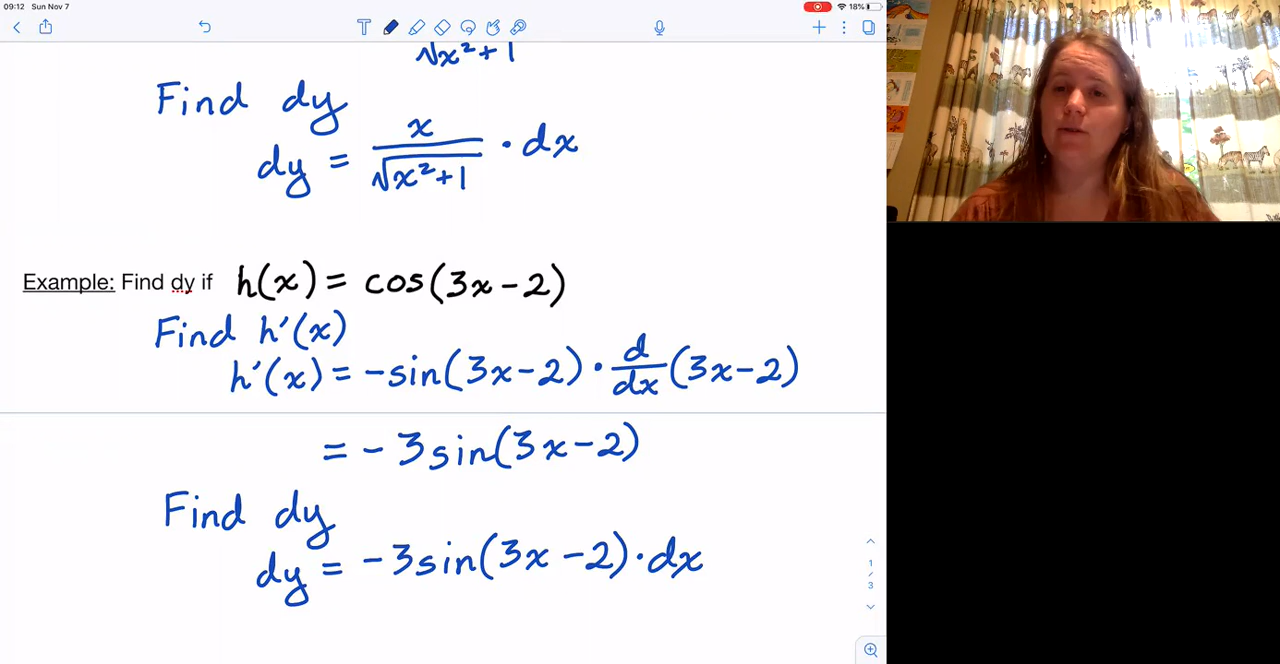 09:12 Sun Nov 7
18%
T
√x²+1
Find dy
dy = x/√x²+1 · dx
Example: Find dy if h(x) = cos(3x-2)
Find h'(x)
h'(x) = -sin(3x-2) · d/dx (3x-2)
= -3sin(3x-2)
Find dy
dy = -3sin(3x-2) · dx
1
/
3